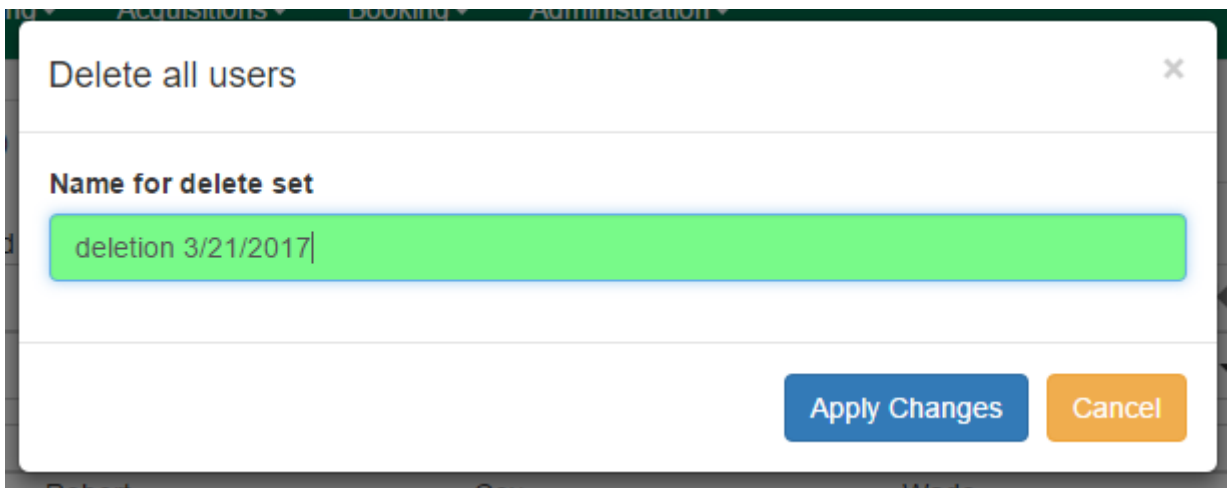 Acquisitions Booking Administration
Delete all users
×
Name for delete set
deletion 3/21/2017
Apply Changes Cancel